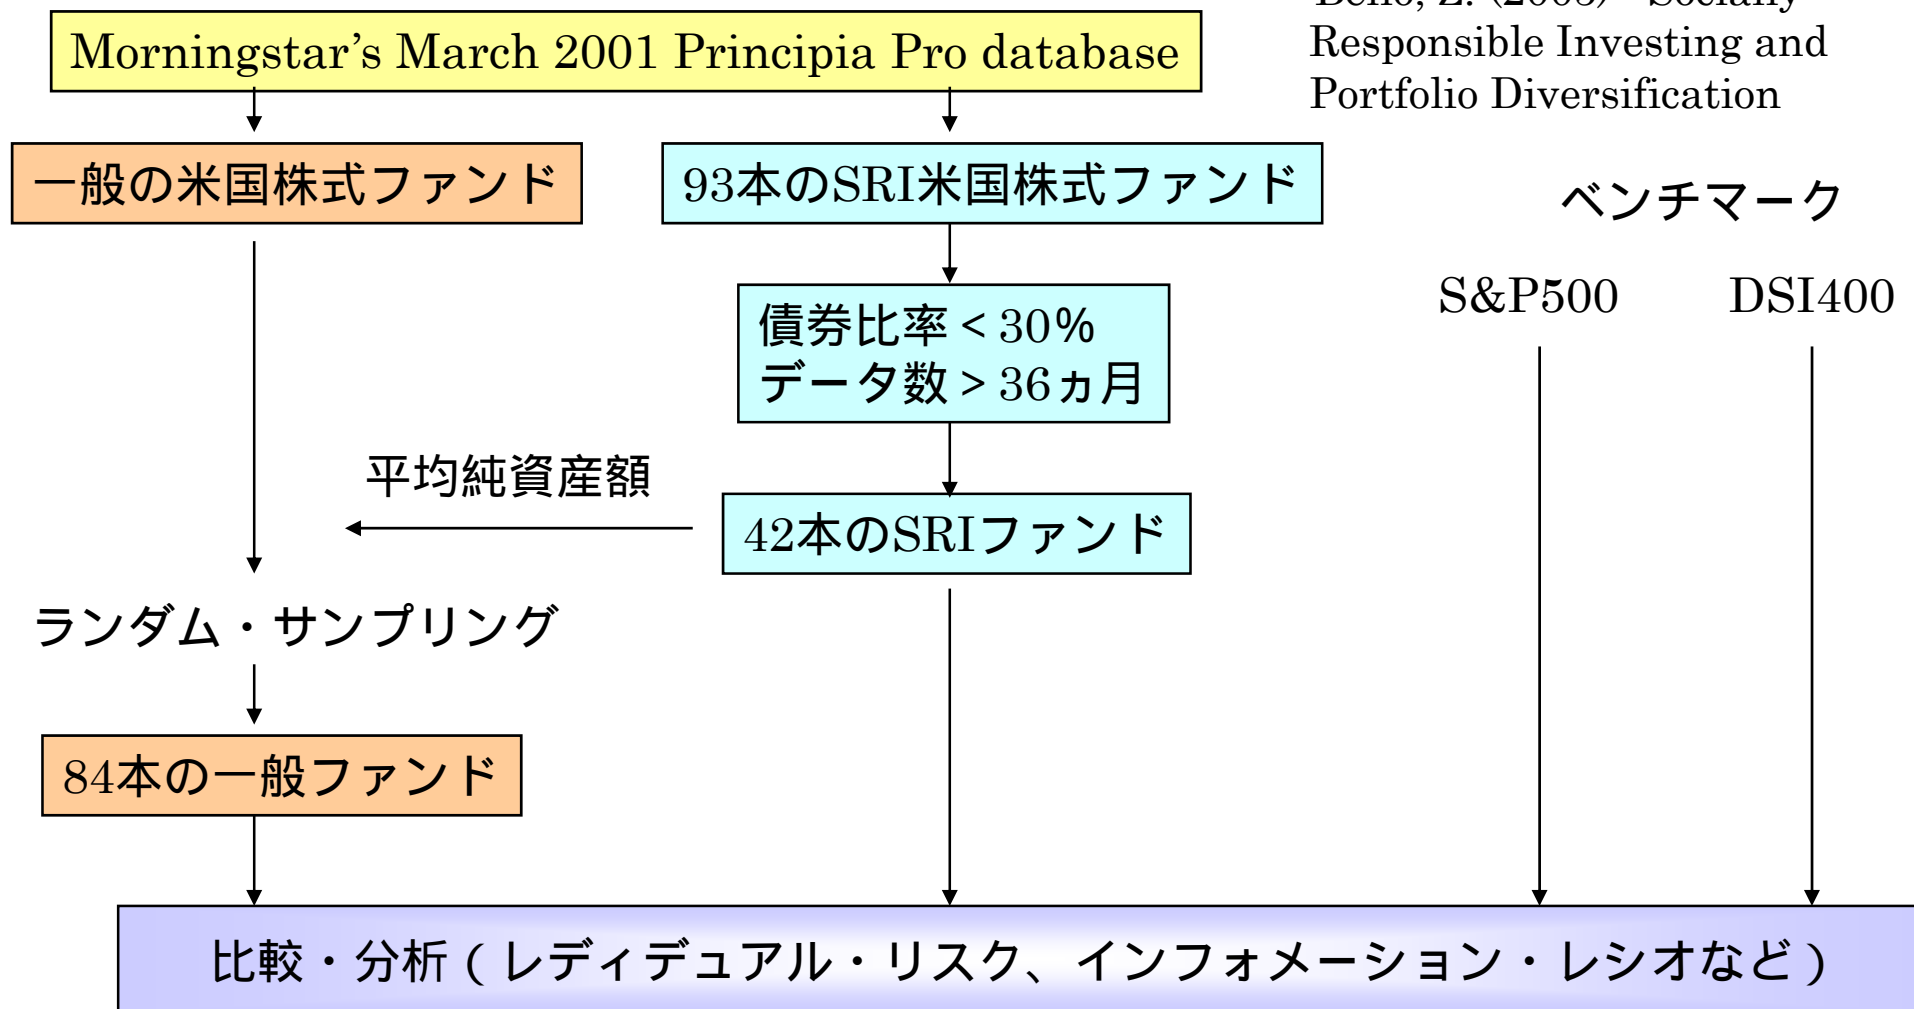 Morningstar’s March 2001 Principia Pro database
Responsible Investing and
Portfolio Diversification
一般の米国株式ファンド
93本のSRI米国株式ファンド
ベンチマーク
S&P500
DSI400
債券比率＜30％
データ数＞36ヵ月
平均純資産額
42本のSRIファンド
ランダム・サンプリング
84本の一般ファンド
比較・分析（レディデュアル・リスク、インフォメーション・レシオなど）